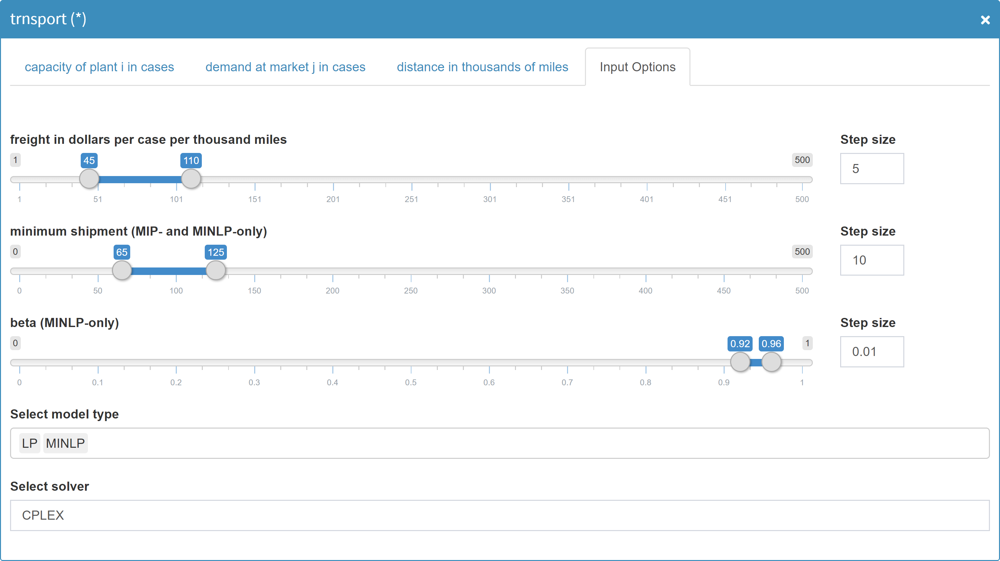 trnsport (*)
capacity of plant i in cases demand at market j in cases distance in thousands of miles Input Options
freight in dollars per case per thousand miles Step size
1 45 110 500
5
1 51 101 151 201 251 301 351 401 451 500
minimum shipment (MIP- and MINLP-only) Step size
0 65 125 500
10
0 50 100 150 200 250 300 350 400 450 500
beta (MINLP-only) Step size
0 0.92 0.96 1
0.01
0 0.1 0.2 0.3 0.4 0.5 0.6 0.7 0.8 0.9 1
Select model type
LP MINLP
Select solver
CPLEX